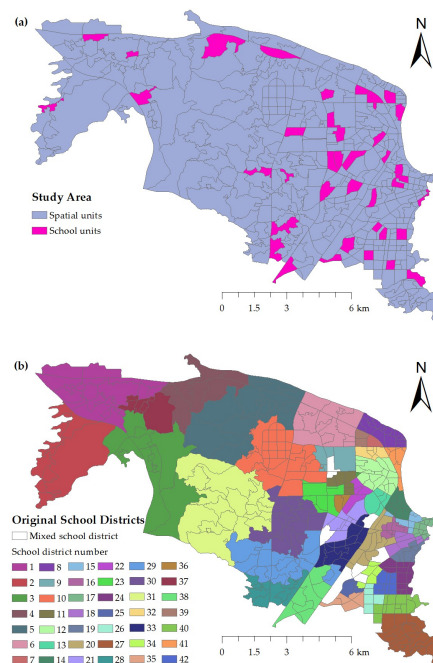 (a)
N
Study Area
Spatial units
School units
0 1.5 3 6 km
(b)
N
Original School Districts
Mixed school district
School district number
1 8 15 22 29 36
2 9 16 23 30 37
3 10 17 24 31 38
4 11 18 25 32 39
5 12 19 26 33 40
6 13 20 27 34 41
7 14 21 28 35 42
0 1.5 3 6 km